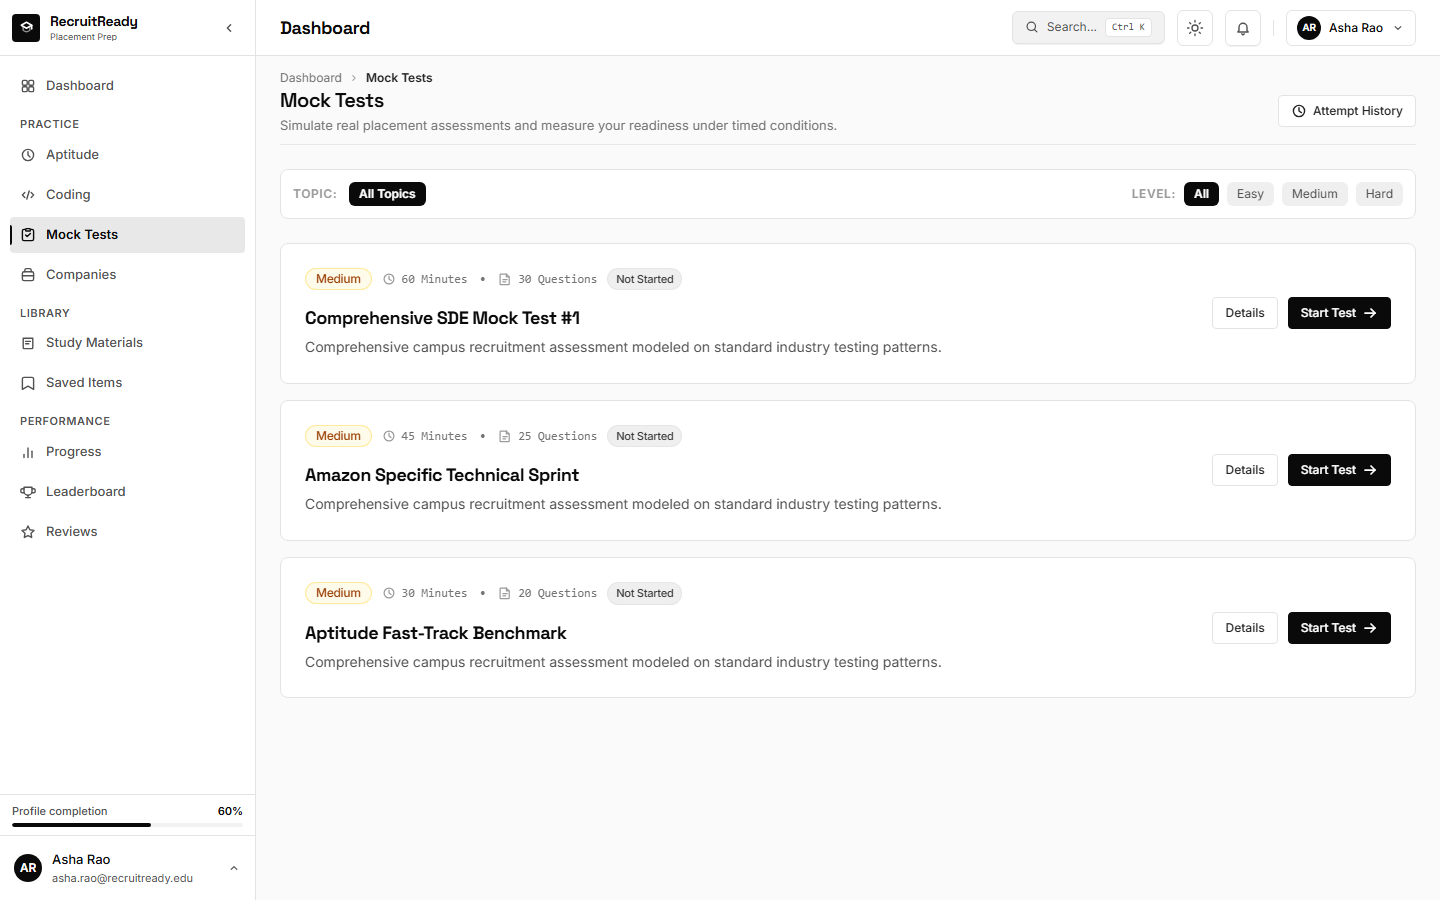 RecruitReady
Placement Prep
Dashboard
PRACTICE
Aptitude
Coding
Mock Tests
Companies
LIBRARY
Study Materials
Saved Items
PERFORMANCE
Progress
Leaderboard
Reviews
Profile completion 60%
AR Asha Rao
asha.rao@recruitready.edu
Dashboard
Search... Ctrl K
AR Asha Rao
Dashboard > Mock Tests
Mock Tests
Simulate real placement assessments and measure your readiness under timed conditions.
Attempt History
TOPIC: All Topics
LEVEL: All Easy Medium Hard
Medium 60 Minutes • 30 Questions Not Started
Comprehensive SDE Mock Test #1
Comprehensive campus recruitment assessment modeled on standard industry testing patterns.
Details Start Test →
Medium 45 Minutes • 25 Questions Not Started
Amazon Specific Technical Sprint
Comprehensive campus recruitment assessment modeled on standard industry testing patterns.
Details Start Test →
Medium 30 Minutes • 20 Questions Not Started
Aptitude Fast-Track Benchmark
Comprehensive campus recruitment assessment modeled on standard industry testing patterns.
Details Start Test →